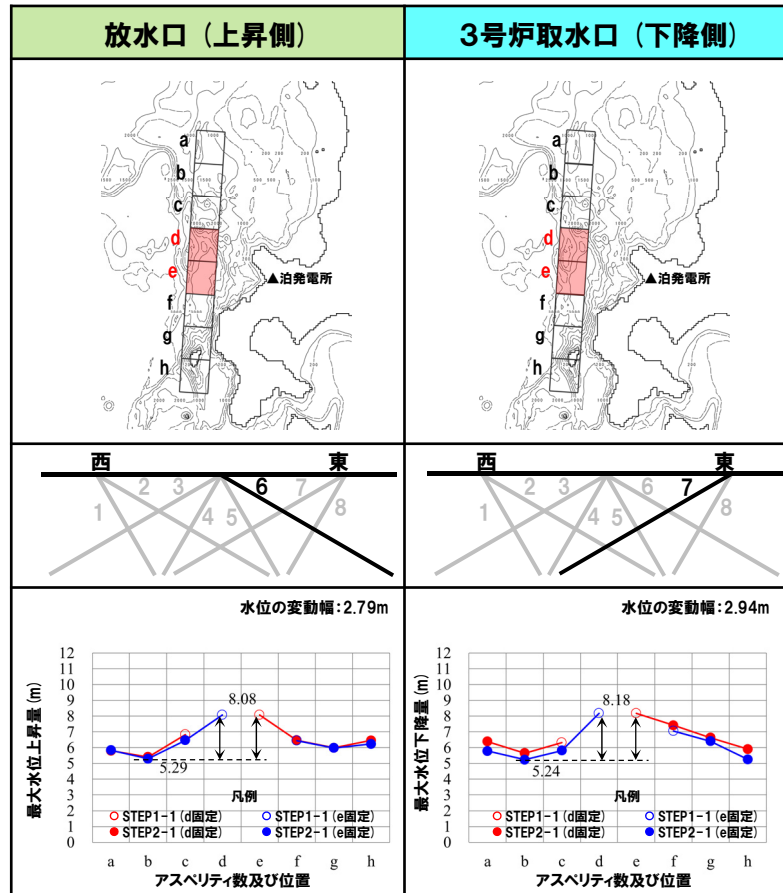 放水口（上昇側）
3号炉取水口（下降側）
a
b
c
d
e
f
g
h
▲泊発電所
a
b
c
d
e
f
g
h
▲泊発電所
西
東
1
2
3
4
5
6
7
8
西
東
1
2
3
4
5
6
7
8
水位の変動幅：2.79m
最大水位上昇量（m）
12
11
10
9
8
7
6
5
4
3
2
1
0
8.08
5.29
凡例
STEP1-1（d固定）
STEP1-1（e固定）
STEP2-1（d固定）
STEP2-1（e固定）
a b c d e f g h
アスペリティ数及び位置
水位の変動幅：2.94m
最大水位下降量（m）
12
11
10
9
8
7
6
5
4
3
2
1
0
8.18
5.24
凡例
STEP1-1（d固定）
STEP1-1（e固定）
STEP2-1（d固定）
STEP2-1（e固定）
a b c d e f g h
アスペリティ数及び位置